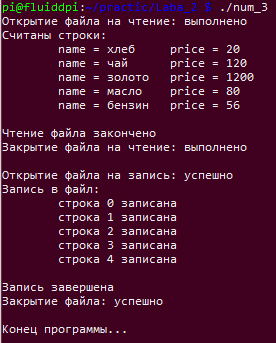 pi@fluiddpi:~/prottic/labu_2 $ ./num_3
Открытие файла на чтение: выполнено
Считаны строки:
name = хлеб price = 20
name = чай price = 120
name = золото price = 1200
name = масло price = 80
name = бензин price = 56
Чтение файла закончено
Закрытие файла на чтение: выполнено
Открытие файла на запись: успешно
Запись в файл:
строка 0 записана
строка 1 записана
строка 2 записана
строка 3 записана
строка 4 записана
Запись завершена
Закрытие файла: успешно
Конец программы...